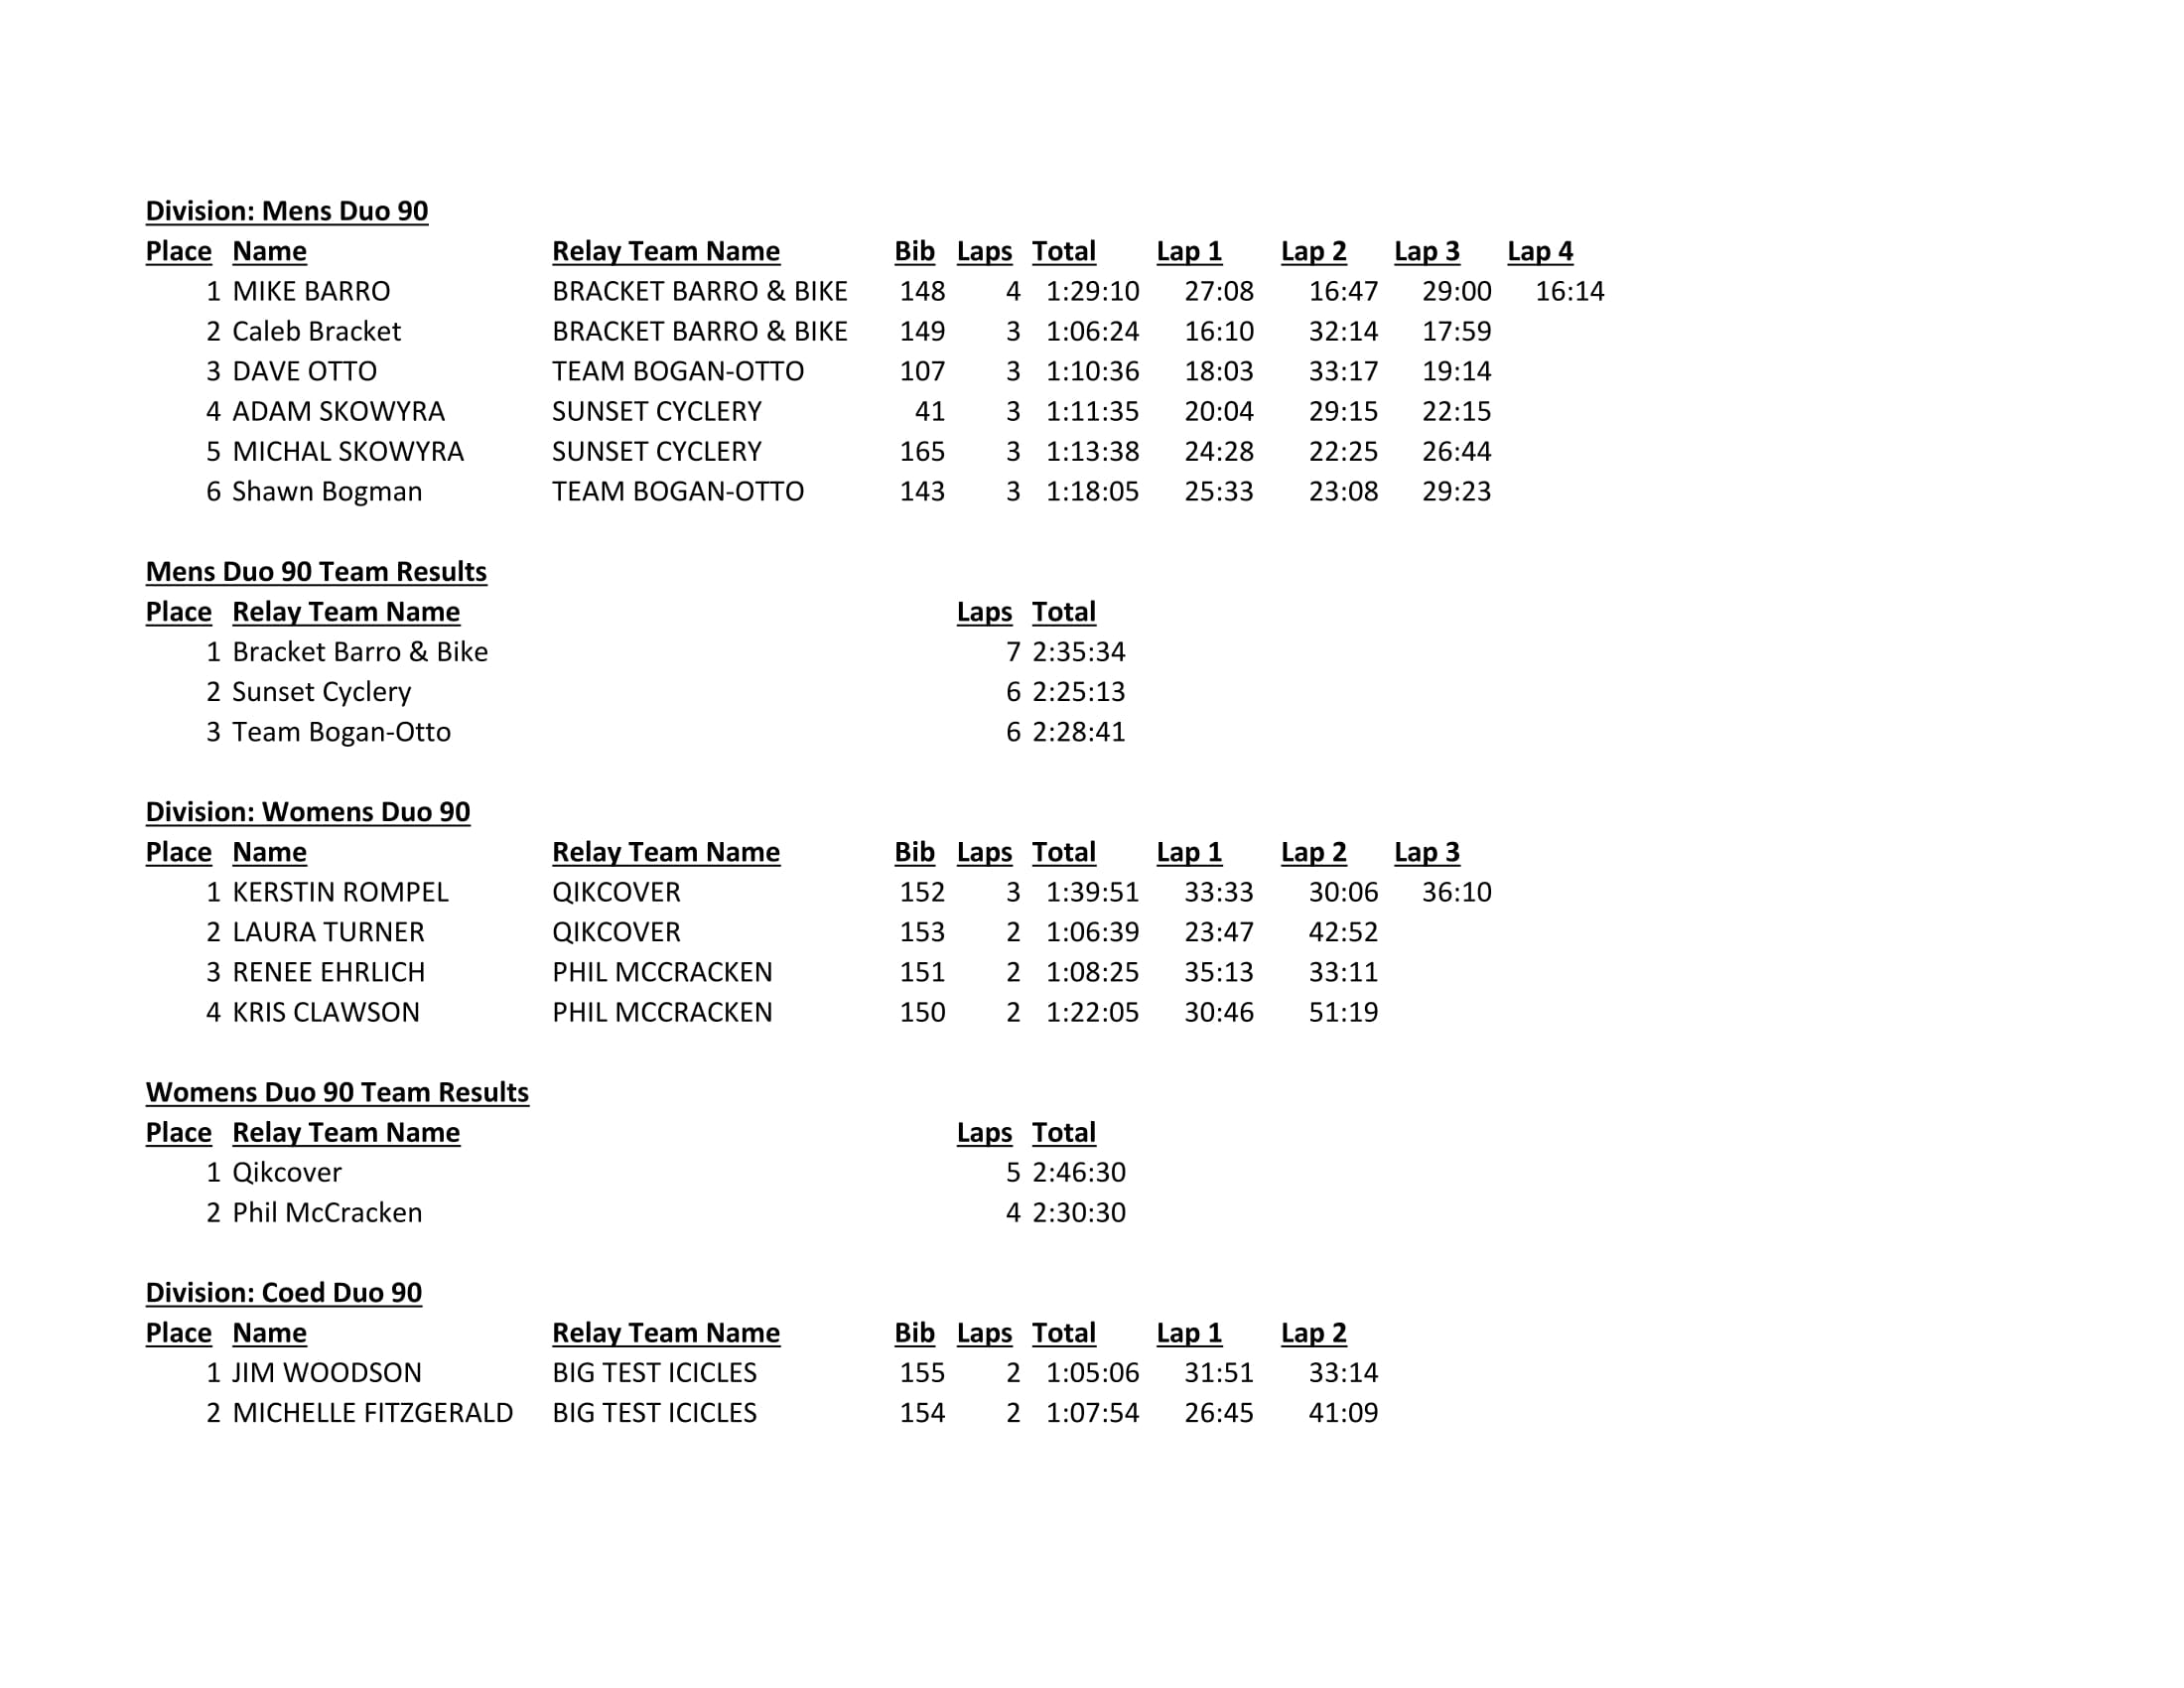 Division: Mens Duo 90
Place Name Relay Team Name Bib Laps Total Lap 1 Lap 2 Lap 3 Lap 4
1 MIKE BARRO BRACKET BARRO & BIKE 148 4 1:29:10 27:08 16:47 29:00 16:14
2 Caleb Bracket BRACKET BARRO & BIKE 149 3 1:06:24 16:10 32:14 17:59
3 DAVE OTTO TEAM BOGAN-OTTO 107 3 1:10:36 18:03 33:17 19:14
4 ADAM SKOWYRA SUNSET CYCLERY 41 3 1:11:35 20:04 29:15 22:15
5 MICHAL SKOWYRA SUNSET CYCLERY 165 3 1:13:38 24:28 22:25 26:44
6 Shawn Bogman TEAM BOGAN-OTTO 143 3 1:18:05 25:33 23:08 29:23
Mens Duo 90 Team Results
Place Relay Team Name Laps Total
1 Bracket Barro & Bike 7 2:35:34
2 Sunset Cyclery 6 2:25:13
3 Team Bogan-Otto 6 2:28:41
Division: Womens Duo 90
Place Name Relay Team Name Bib Laps Total Lap 1 Lap 2 Lap 3
1 KERSTIN ROMPEL QIKCOVER 152 3 1:39:51 33:33 30:06 36:10
2 LAURA TURNER QIKCOVER 153 2 1:06:39 23:47 42:52
3 RENEE EHRLICH PHIL MCCRACKEN 151 2 1:08:25 35:13 33:11
4 KRIS CLAWSON PHIL MCCRACKEN 150 2 1:22:05 30:46 51:19
Womens Duo 90 Team Results
Place Relay Team Name Laps Total
1 Qikcover 5 2:46:30
2 Phil McCracken 4 2:30:30
Division: Coed Duo 90
Place Name Relay Team Name Bib Laps Total Lap 1 Lap 2
1 JIM WOODSON BIG TEST ICICLES 155 2 1:05:06 31:51 33:14
2 MICHELLE FITZGERALD BIG TEST ICICLES 154 2 1:07:54 26:45 41:09